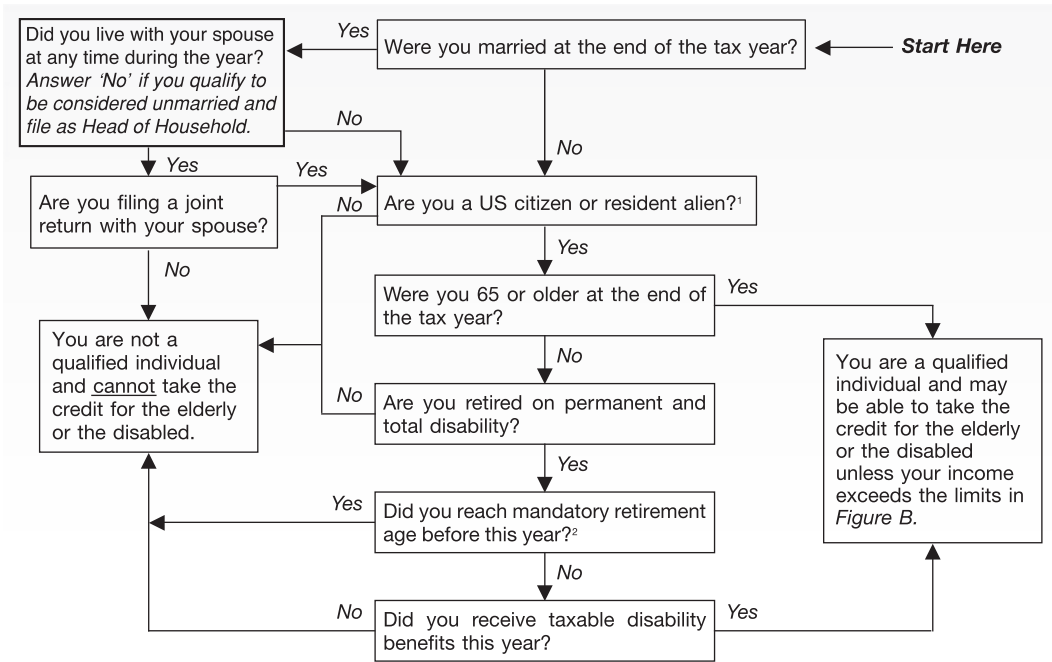 Did you live with your spouse
at any time during the year?
Answer ‘No’ if you qualify to
be considered unmarried and
file as Head of Household.
Yes
Were you married at the end of the tax year?
Start Here
No
No
Yes
Yes
Are you filing a joint
return with your spouse?
No
Are you a US citizen or resident alien?¹
No
Yes
Were you 65 or older at the end of
the tax year?
Yes
You are not a
qualified individual
and cannot take the
credit for the elderly
or the disabled.
No
No
Are you retired on permanent and
total disability?
You are a qualified
individual and may
be able to take the
credit for the elderly
or the disabled
unless your income
exceeds the limits in
Figure B.
Yes
Yes
Did you reach mandatory retirement
age before this year?²
No
No
Did you receive taxable disability
benefits this year?
Yes